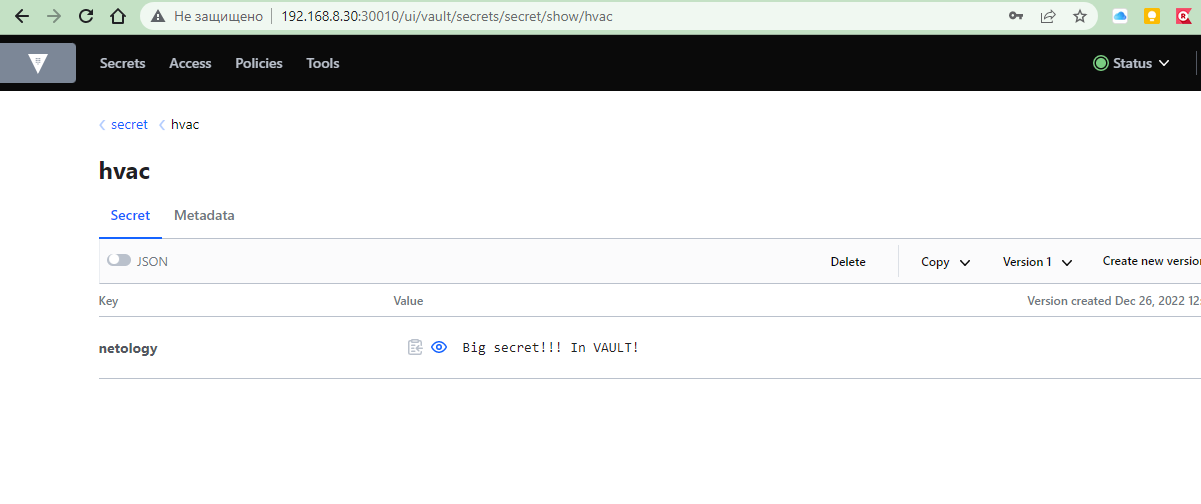 Не защищено 192.168.8.30:30010/ui/vault/secrets/secret/show/hvac
Secrets Access Policies Tools Status
secret hvac
hvac
Secret Metadata
JSON Delete Copy Version 1 Create new versio
Key Value Version created Dec 26, 2022 12:
netology Big secret!!! In VAULT!